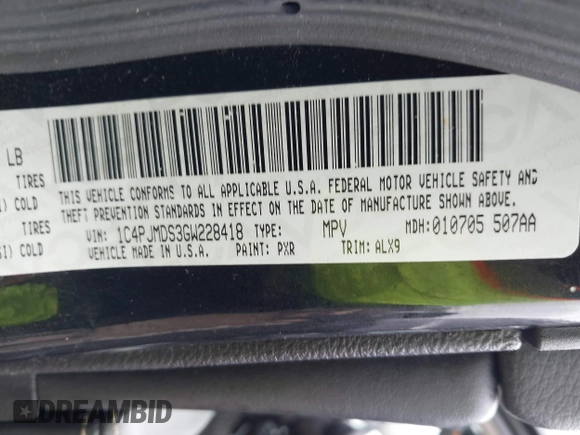 LB
TIRES
I) COLD
TIRES
SI) COLD
THIS VEHICLE CONFORMS TO ALL APPLICABLE U.S.A. FEDERAL MOTOR VEHICLE SAFETY AND
THEFT PREVENTION STANDARDS IN EFFECT ON THE DATE OF MANUFACTURE SHOWN ABOVE.
VIN: 1C4PJMDS3GW228418 TYPE: MPV MDH: 010705 507AA
VEHICLE MADE IN U.S.A. PAINT: PXR TRIM: ALX9
DREAMBID